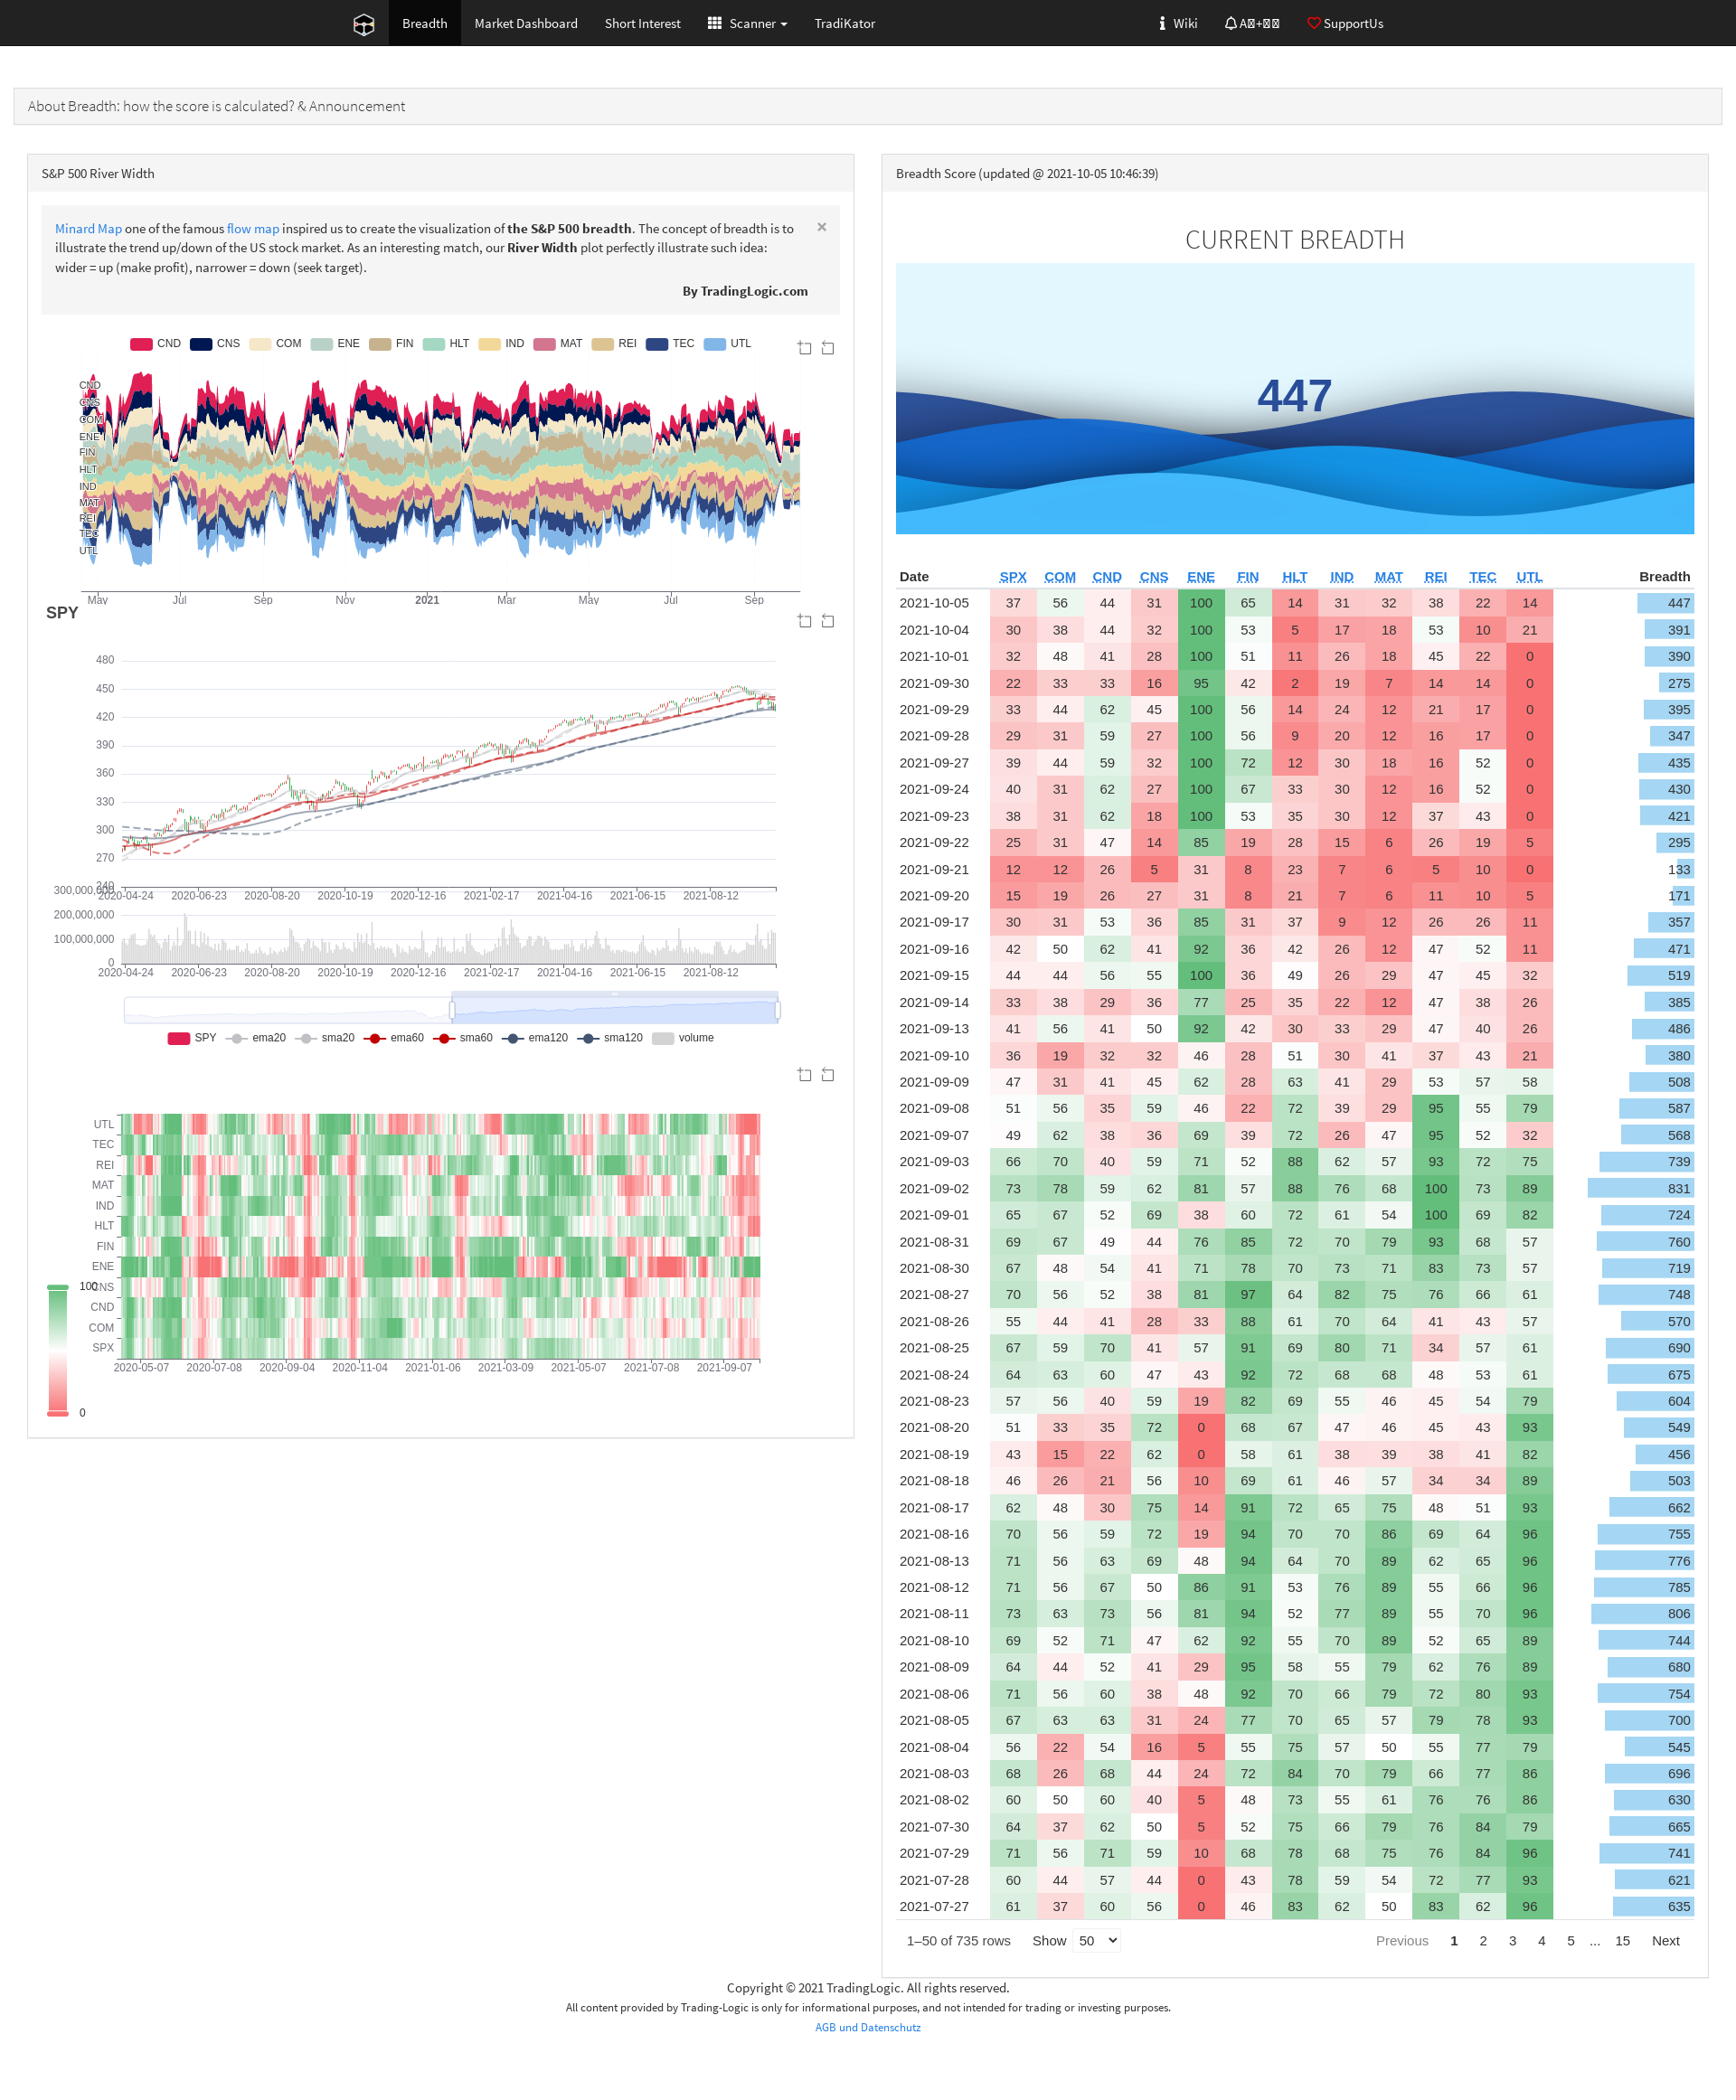 Breadth Market Dashboard Short Interest Scanner TradiKator Wiki SupportUs
About Breadth: how the score is calculated? & Announcement
S&P 500 River Width
Minard Map one of the famous flow map inspired us to create the visualization of the S&P 500 breadth. The concept of breadth is to
illustrate the trend up/down of the US stock market. As an interesting match, our River Width plot perfectly illustrate such idea:
wider = up (make profit), narrower = down (seek target).
×
By TradingLogic.com
CND CNS COM ENE FIN HLT IND MAT REI TEC UTL
CND
CNS
COM
ENE
FIN
HLT
IND
MAT
REI
TEC
UTL
May Jul Sep Nov 2021 Mar May Jul Sep
SPY
480
450
420
390
360
330
300
270
240
2020-04-24 2020-06-23 2020-08-20 2020-10-19 2020-12-16 2021-02-17 2021-04-16 2021-06-15 2021-08-12
300,000,000
200,000,000
100,000,000
0
2020-04-24 2020-06-23 2020-08-20 2020-10-19 2020-12-16 2021-02-17 2021-04-16 2021-06-15 2021-08-12
SPY ema20 sma20 ema60 sma60 ema120 sma120 volume
UTL
TEC
REI
MAT
IND
HLT
FIN
ENE
CNS
CND
COM
SPX
2020-05-07 2020-07-08 2020-09-04 2020-11-04 2021-01-06 2021-03-09 2021-05-07 2021-07-08 2021-09-07
100
0
Breadth Score (updated @ 2021-10-05 10:46:39)
CURRENT BREADTH
447
Date SPX COM CND CNS ENE FIN HLT IND MAT REI TEC UTL Breadth
2021-10-05 37 56 44 31 100 65 14 31 32 38 22 14 447
2021-10-04 30 38 44 32 100 53 5 17 18 53 10 21 391
2021-10-01 32 48 41 28 100 51 11 26 18 45 22 0 390
2021-09-30 22 33 33 16 95 42 2 19 7 14 14 0 275
2021-09-29 33 44 62 45 100 56 14 24 12 21 17 0 395
2021-09-28 29 31 59 27 100 56 9 20 12 16 17 0 347
2021-09-27 39 44 59 32 100 72 12 30 18 16 52 0 435
2021-09-24 40 31 62 27 100 67 33 30 12 16 52 0 430
2021-09-23 38 31 62 18 100 53 35 30 12 37 43 0 421
2021-09-22 25 31 47 14 85 19 28 15 6 26 19 5 295
2021-09-21 12 12 26 5 31 8 23 7 6 5 10 0 133
2021-09-20 15 19 26 27 31 8 21 7 6 11 10 5 171
2021-09-17 30 31 53 36 85 31 37 9 12 26 26 11 357
2021-09-16 42 50 62 41 92 36 42 26 12 47 52 11 471
2021-09-15 44 44 56 55 100 36 49 26 29 47 45 32 519
2021-09-14 33 38 29 36 77 25 35 22 12 47 38 26 385
2021-09-13 41 56 41 50 92 42 30 33 29 47 40 26 486
2021-09-10 36 19 32 32 46 28 51 30 41 37 43 21 380
2021-09-09 47 31 41 45 62 28 63 41 29 53 57 58 508
2021-09-08 51 56 35 59 46 22 72 39 29 95 55 79 587
2021-09-07 49 62 38 36 69 39 72 26 47 95 52 32 568
2021-09-03 66 70 40 59 71 52 88 62 57 93 72 75 739
2021-09-02 73 78 59 62 81 57 88 76 68 100 73 89 831
2021-09-01 65 67 52 69 38 60 72 61 54 100 69 82 724
2021-08-31 69 67 49 44 76 85 72 70 79 93 68 57 760
2021-08-30 67 48 54 41 71 78 70 73 71 83 73 57 719
2021-08-27 70 56 52 38 81 97 64 82 75 76 66 61 748
2021-08-26 55 44 41 28 33 88 61 70 64 41 43 57 570
2021-08-25 67 59 70 41 57 91 69 80 71 34 57 61 690
2021-08-24 64 63 60 47 43 92 72 68 68 48 53 61 675
2021-08-23 57 56 40 59 19 82 69 55 46 45 54 79 604
2021-08-20 51 33 35 72 0 68 67 47 46 45 43 93 549
2021-08-19 43 15 22 62 0 58 61 38 39 38 41 82 456
2021-08-18 46 26 21 56 10 69 61 46 57 34 34 89 503
2021-08-17 62 48 30 75 14 91 72 65 75 48 51 93 662
2021-08-16 70 56 59 72 19 94 70 70 86 69 64 96 755
2021-08-13 71 56 63 69 48 94 64 70 89 62 65 96 776
2021-08-12 71 56 67 50 86 91 53 76 89 55 66 96 785
2021-08-11 73 63 73 56 81 94 52 77 89 55 70 96 806
2021-08-10 69 52 71 47 62 92 55 70 89 52 65 89 744
2021-08-09 64 44 52 41 29 95 58 55 79 62 76 89 680
2021-08-06 71 56 60 38 48 92 70 66 79 72 80 93 754
2021-08-05 67 63 63 31 24 77 70 65 57 79 78 93 700
2021-08-04 56 22 54 16 5 55 75 57 50 55 77 79 545
2021-08-03 68 26 68 44 24 72 84 70 79 66 77 86 696
2021-08-02 60 50 60 40 5 48 73 55 61 76 76 86 630
2021-07-30 64 37 62 50 5 52 75 66 79 76 84 79 665
2021-07-29 71 56 71 59 10 68 78 68 75 76 84 96 741
2021-07-28 60 44 57 44 0 43 78 59 54 72 77 93 621
2021-07-27 61 37 60 56 0 46 83 62 50 83 62 96 635
1–50 of 735 rows Show 50 Previous 1 2 3 4 5 ... 15 Next
Copyright © 2021 TradingLogic. All rights reserved.
All content provided by Trading-Logic is only for informational purposes, and not intended for trading or investing purposes.
AGB und Datenschutz